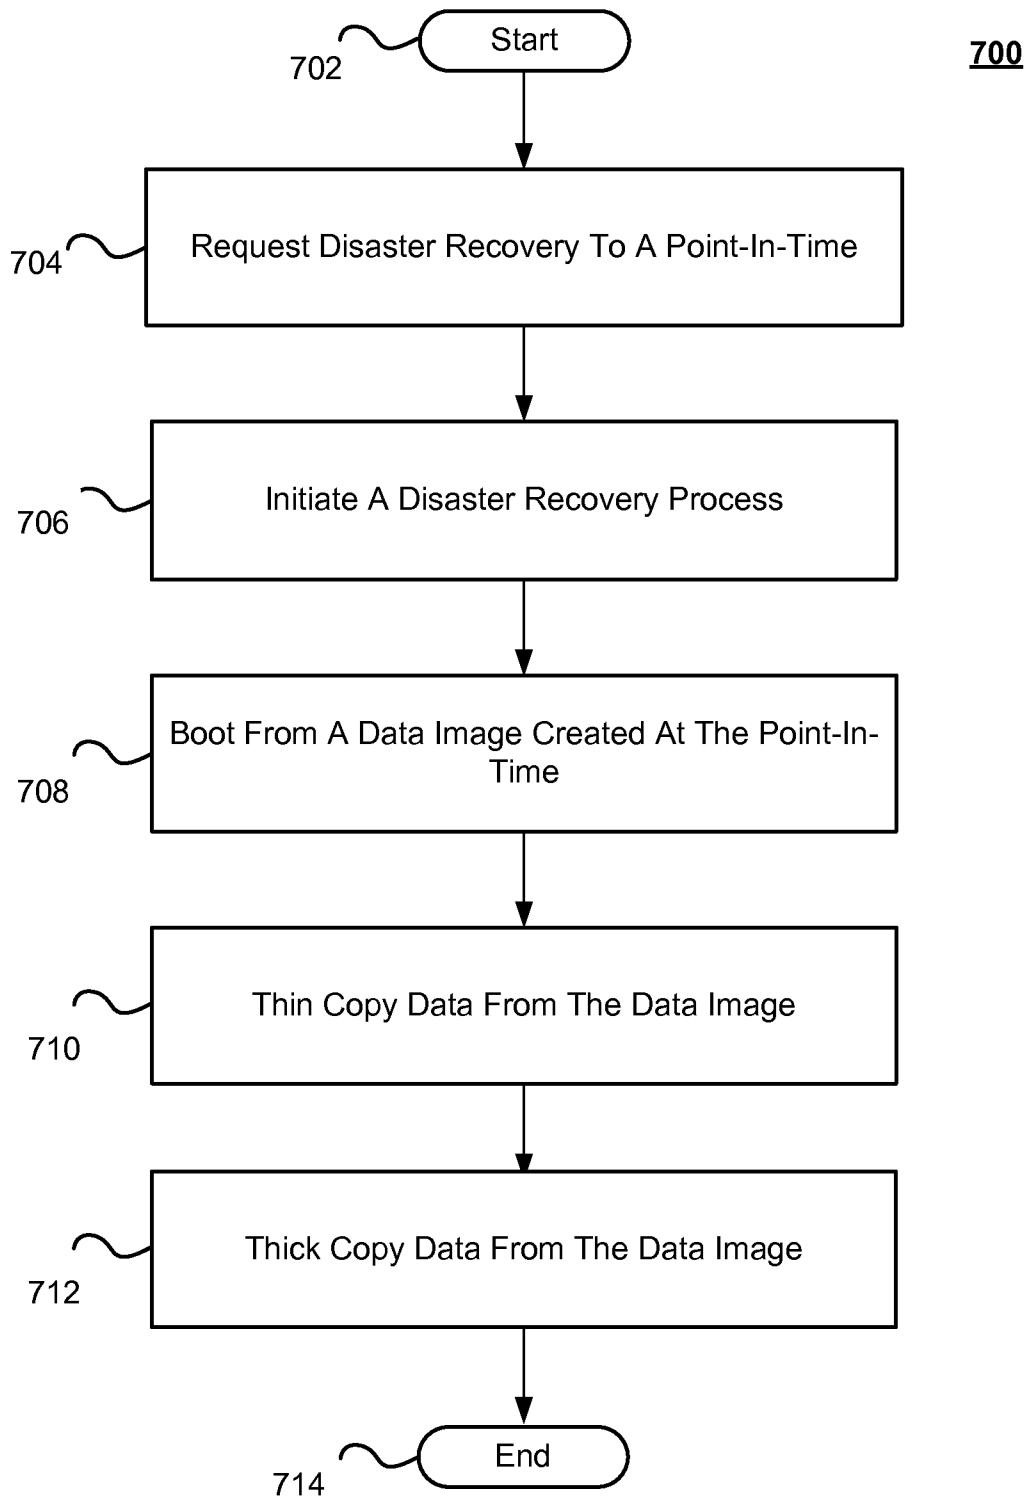 Start
702
700
Request Disaster Recovery To A Point-In-Time
704
Initiate A Disaster Recovery Process
706
Boot From A Data Image Created At The Point-In-
Time
708
Thin Copy Data From The Data Image
710
Thick Copy Data From The Data Image
712
End
714